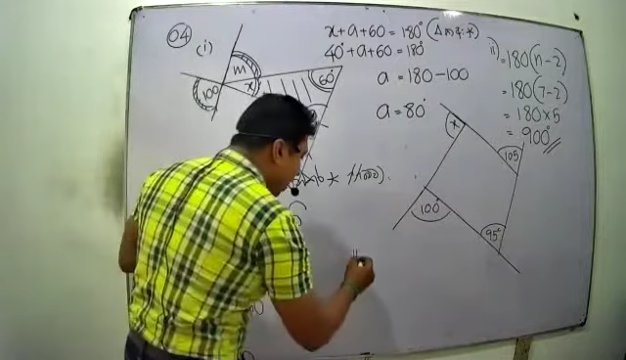 04
(i)
m
x
100
60°
x + a + 60 = 180°
40° + a + 60 = 180°
a = 180 - 100
a = 80°
ii) = 180(n-2)
= 180(7-2)
= 180 x 5
= 900°
x
105
100°
95°